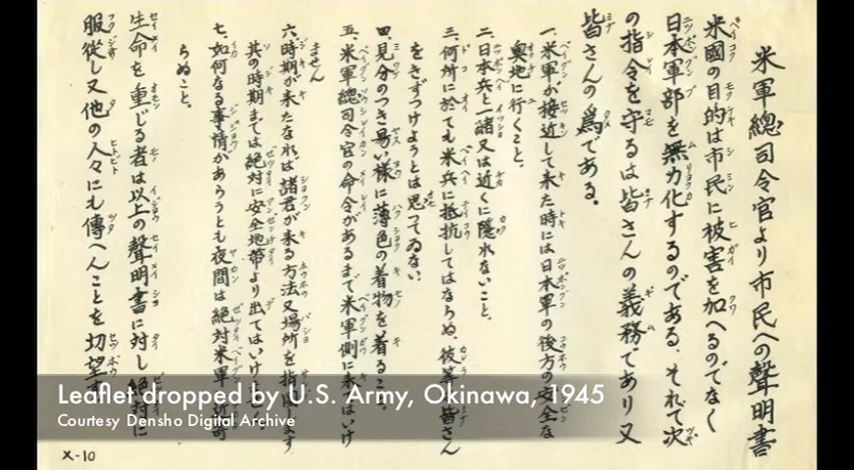 米軍總司令官より市民への聲明書
米國の目的は市民に被害を加へるのでなく
日本軍部を無力化するのである、それで次
の指令を守るは皆さんの義務であり又
皆さんの爲である。
一、米軍が接近して来た時には日本軍の後方の安全な
奥地に行くこと。
二、日本兵と一諸又は近くに隠れないこと。
三、何所に於ても米兵に抵抗してはならぬ、彼等は皆さん
をきずつけようとは思つてゐない。
四、見分のつき易い様に薄色の着物を着ること。
五、米軍總司令官の命令があるまで米軍側に来てはいけ
ません
六、時期が来たなれば諸君が来る方法又場所を指定します
其の時期までは絶対に安全地帯より出てはいけ
七、如何なる事情があらうとも夜間は絶対米軍に近寄
らぬこと。
生命を重じる者は以上の聲明書に対し絶対に
服従し又他の人々にも傳へんことを切望す
Leaflet dropped by U.S. Army, Okinawa, 1945
Courtesy Densho Digital Archive
X-10